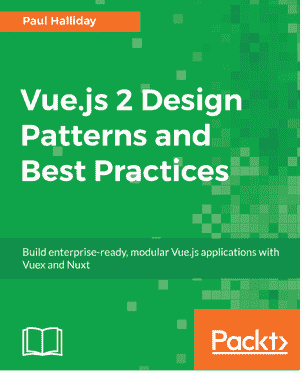 Paul Halliday
Vue.js 2 Design
Patterns and
Best Practices
Build enterprise-ready, modular Vue.js applications with
Vuex and Nuxt
Packt>